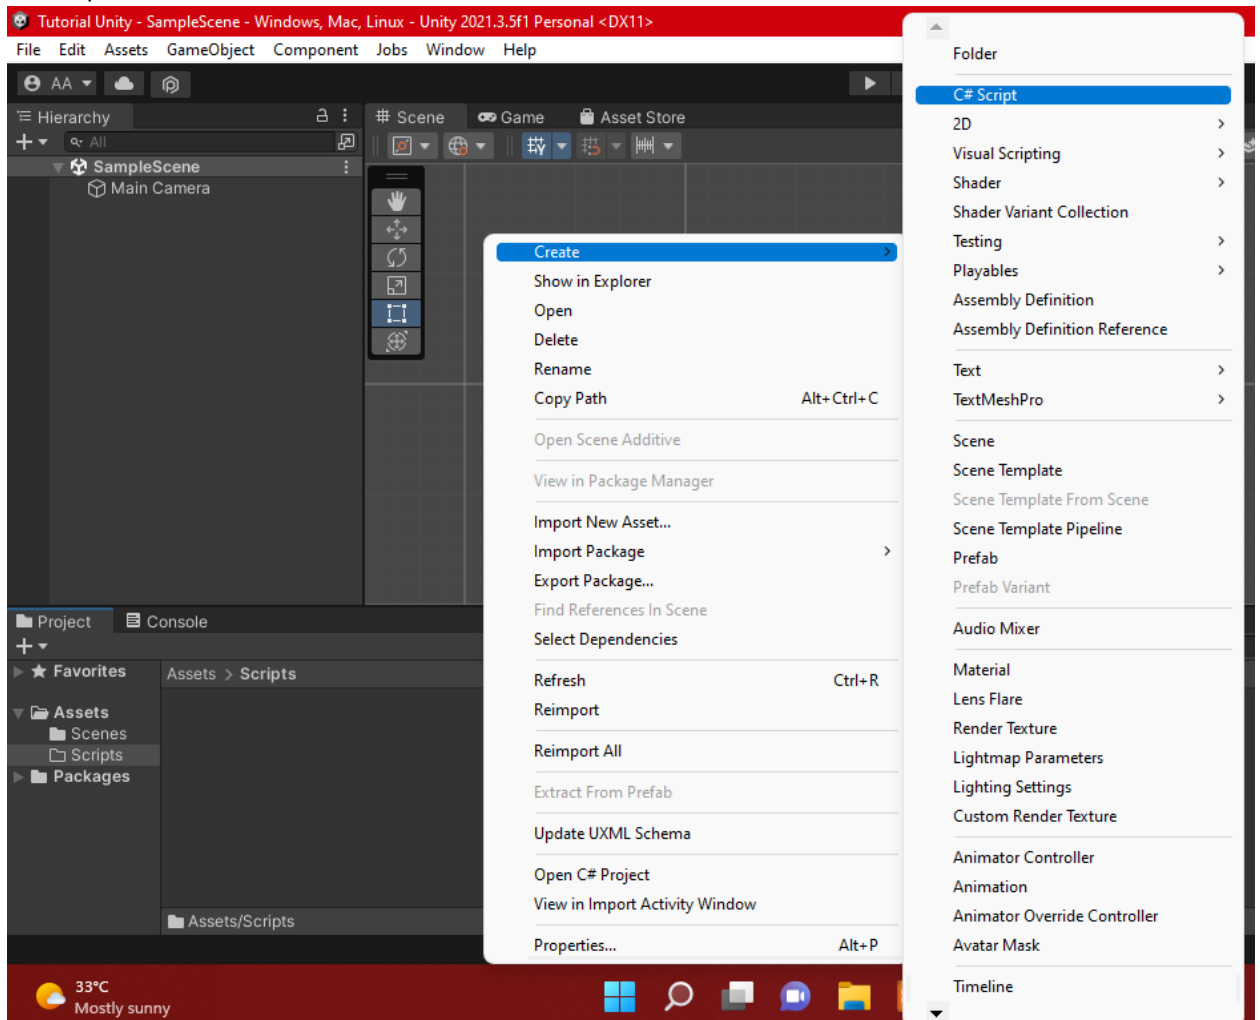 Tutorial Unity - SampleScene - Windows, Mac, Linux - Unity 2021.3.5f1 Personal <DX11>
File Edit Assets GameObject Component Jobs Window Help
AA
Hierarchy
All
SampleScene
Main Camera
# Scene
Game
Asset Store
Create
Show in Explorer
Open
Delete
Rename
Copy Path Alt+Ctrl+C
Open Scene Additive
View in Package Manager
Import New Asset...
Import Package
Export Package...
Find References In Scene
Select Dependencies
Refresh Ctrl+R
Reimport
Reimport All
Extract From Prefab
Update UXML Schema
Open C# Project
View in Import Activity Window
Properties... Alt+P
Folder
C# Script
2D
Visual Scripting
Shader
Shader Variant Collection
Testing
Playables
Assembly Definition
Assembly Definition Reference
Text
TextMeshPro
Scene
Scene Template
Scene Template From Scene
Scene Template Pipeline
Prefab
Prefab Variant
Audio Mixer
Material
Lens Flare
Render Texture
Lightmap Parameters
Lighting Settings
Custom Render Texture
Animator Controller
Animation
Animator Override Controller
Avatar Mask
Timeline
Project
Console
Favorites
Assets
Scenes
Scripts
Packages
Assets > Scripts
Assets/Scripts
33°C
Mostly sunny